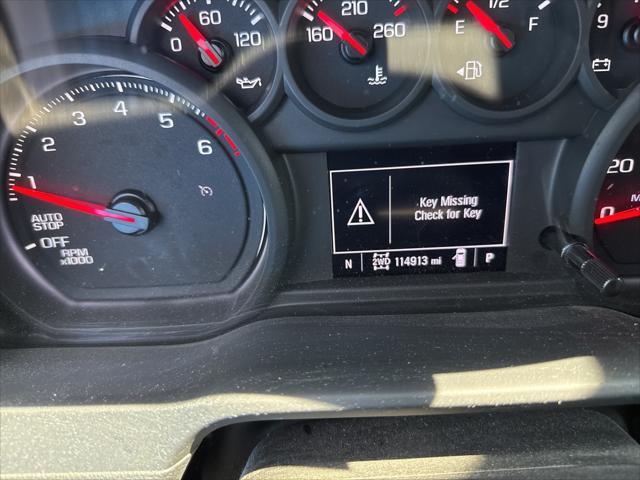 0 60 120
160 210 260
E 1/2 F
9
1 2 3 4 5 6
AUTO
STOP
OFF
RPM
x1000
Key Missing
Check for Key
N 2WD 114913 mi P
20
0